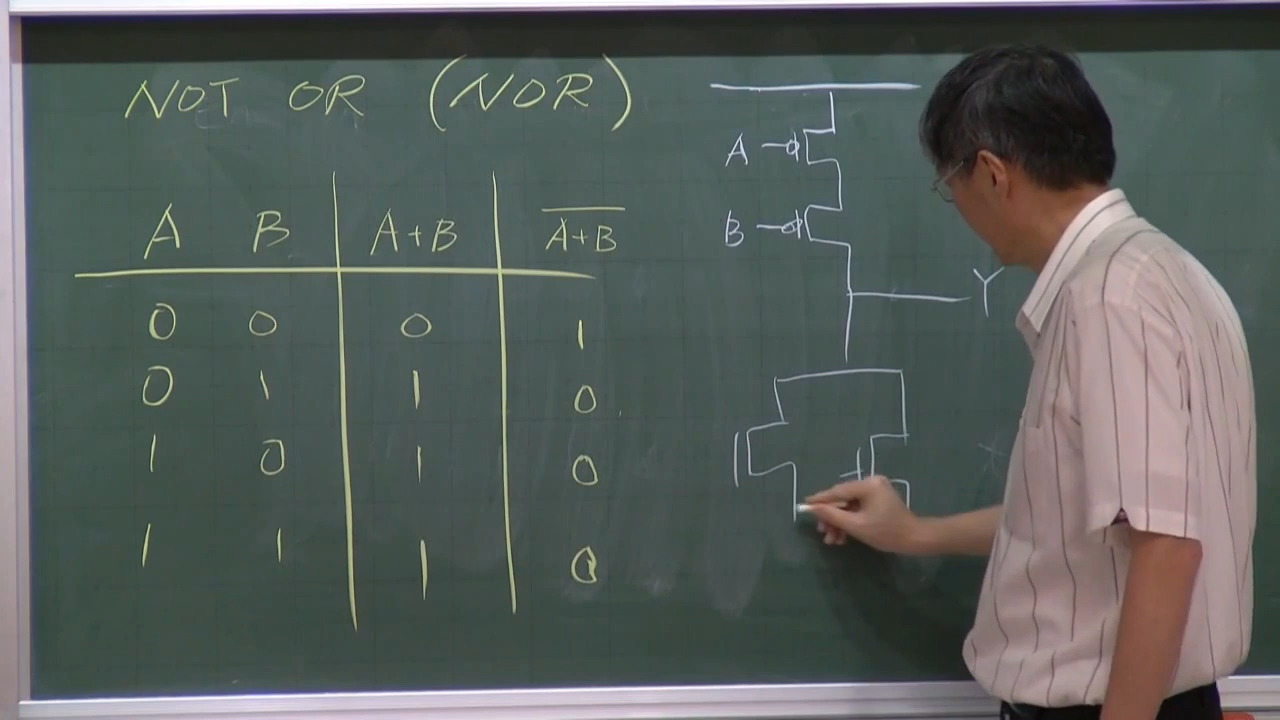 NOT OR (NOR)
A B A+B \overline{A+B}
0 0 0 1
0 1 1 0
1 0 1 0
1 1 1 0
A
B
Y